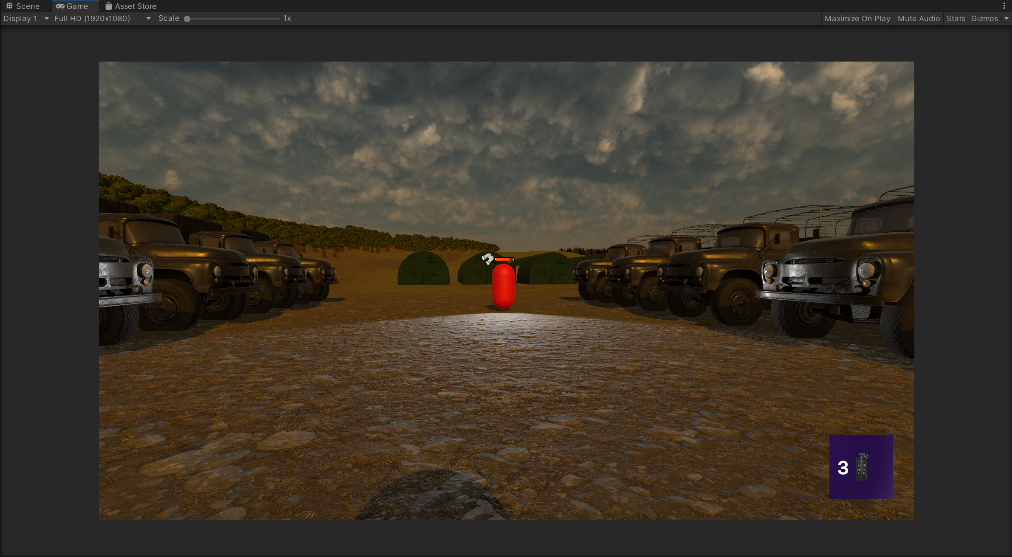 Scene Game Asset Store
Display 1 Full HD (1920x1080) Scale 1x Maximize On Play Mute Audio Stats Gizmos
3